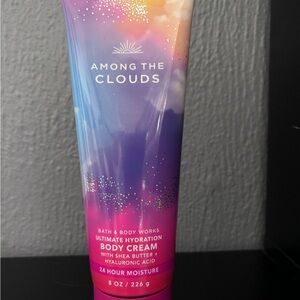 AMONG THE
CLOUDS
BATH & BODY WORKS
ULTIMATE HYDRATION
BODY CREAM
WITH SHEA BUTTER +
HYALURONIC ACID
24 HOUR MOISTURE
8 OZ / 226 g